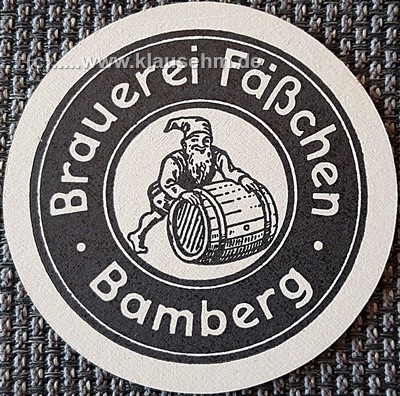 (c).....www.klausehm.de
Brauerei Fäßchen
Bamberg